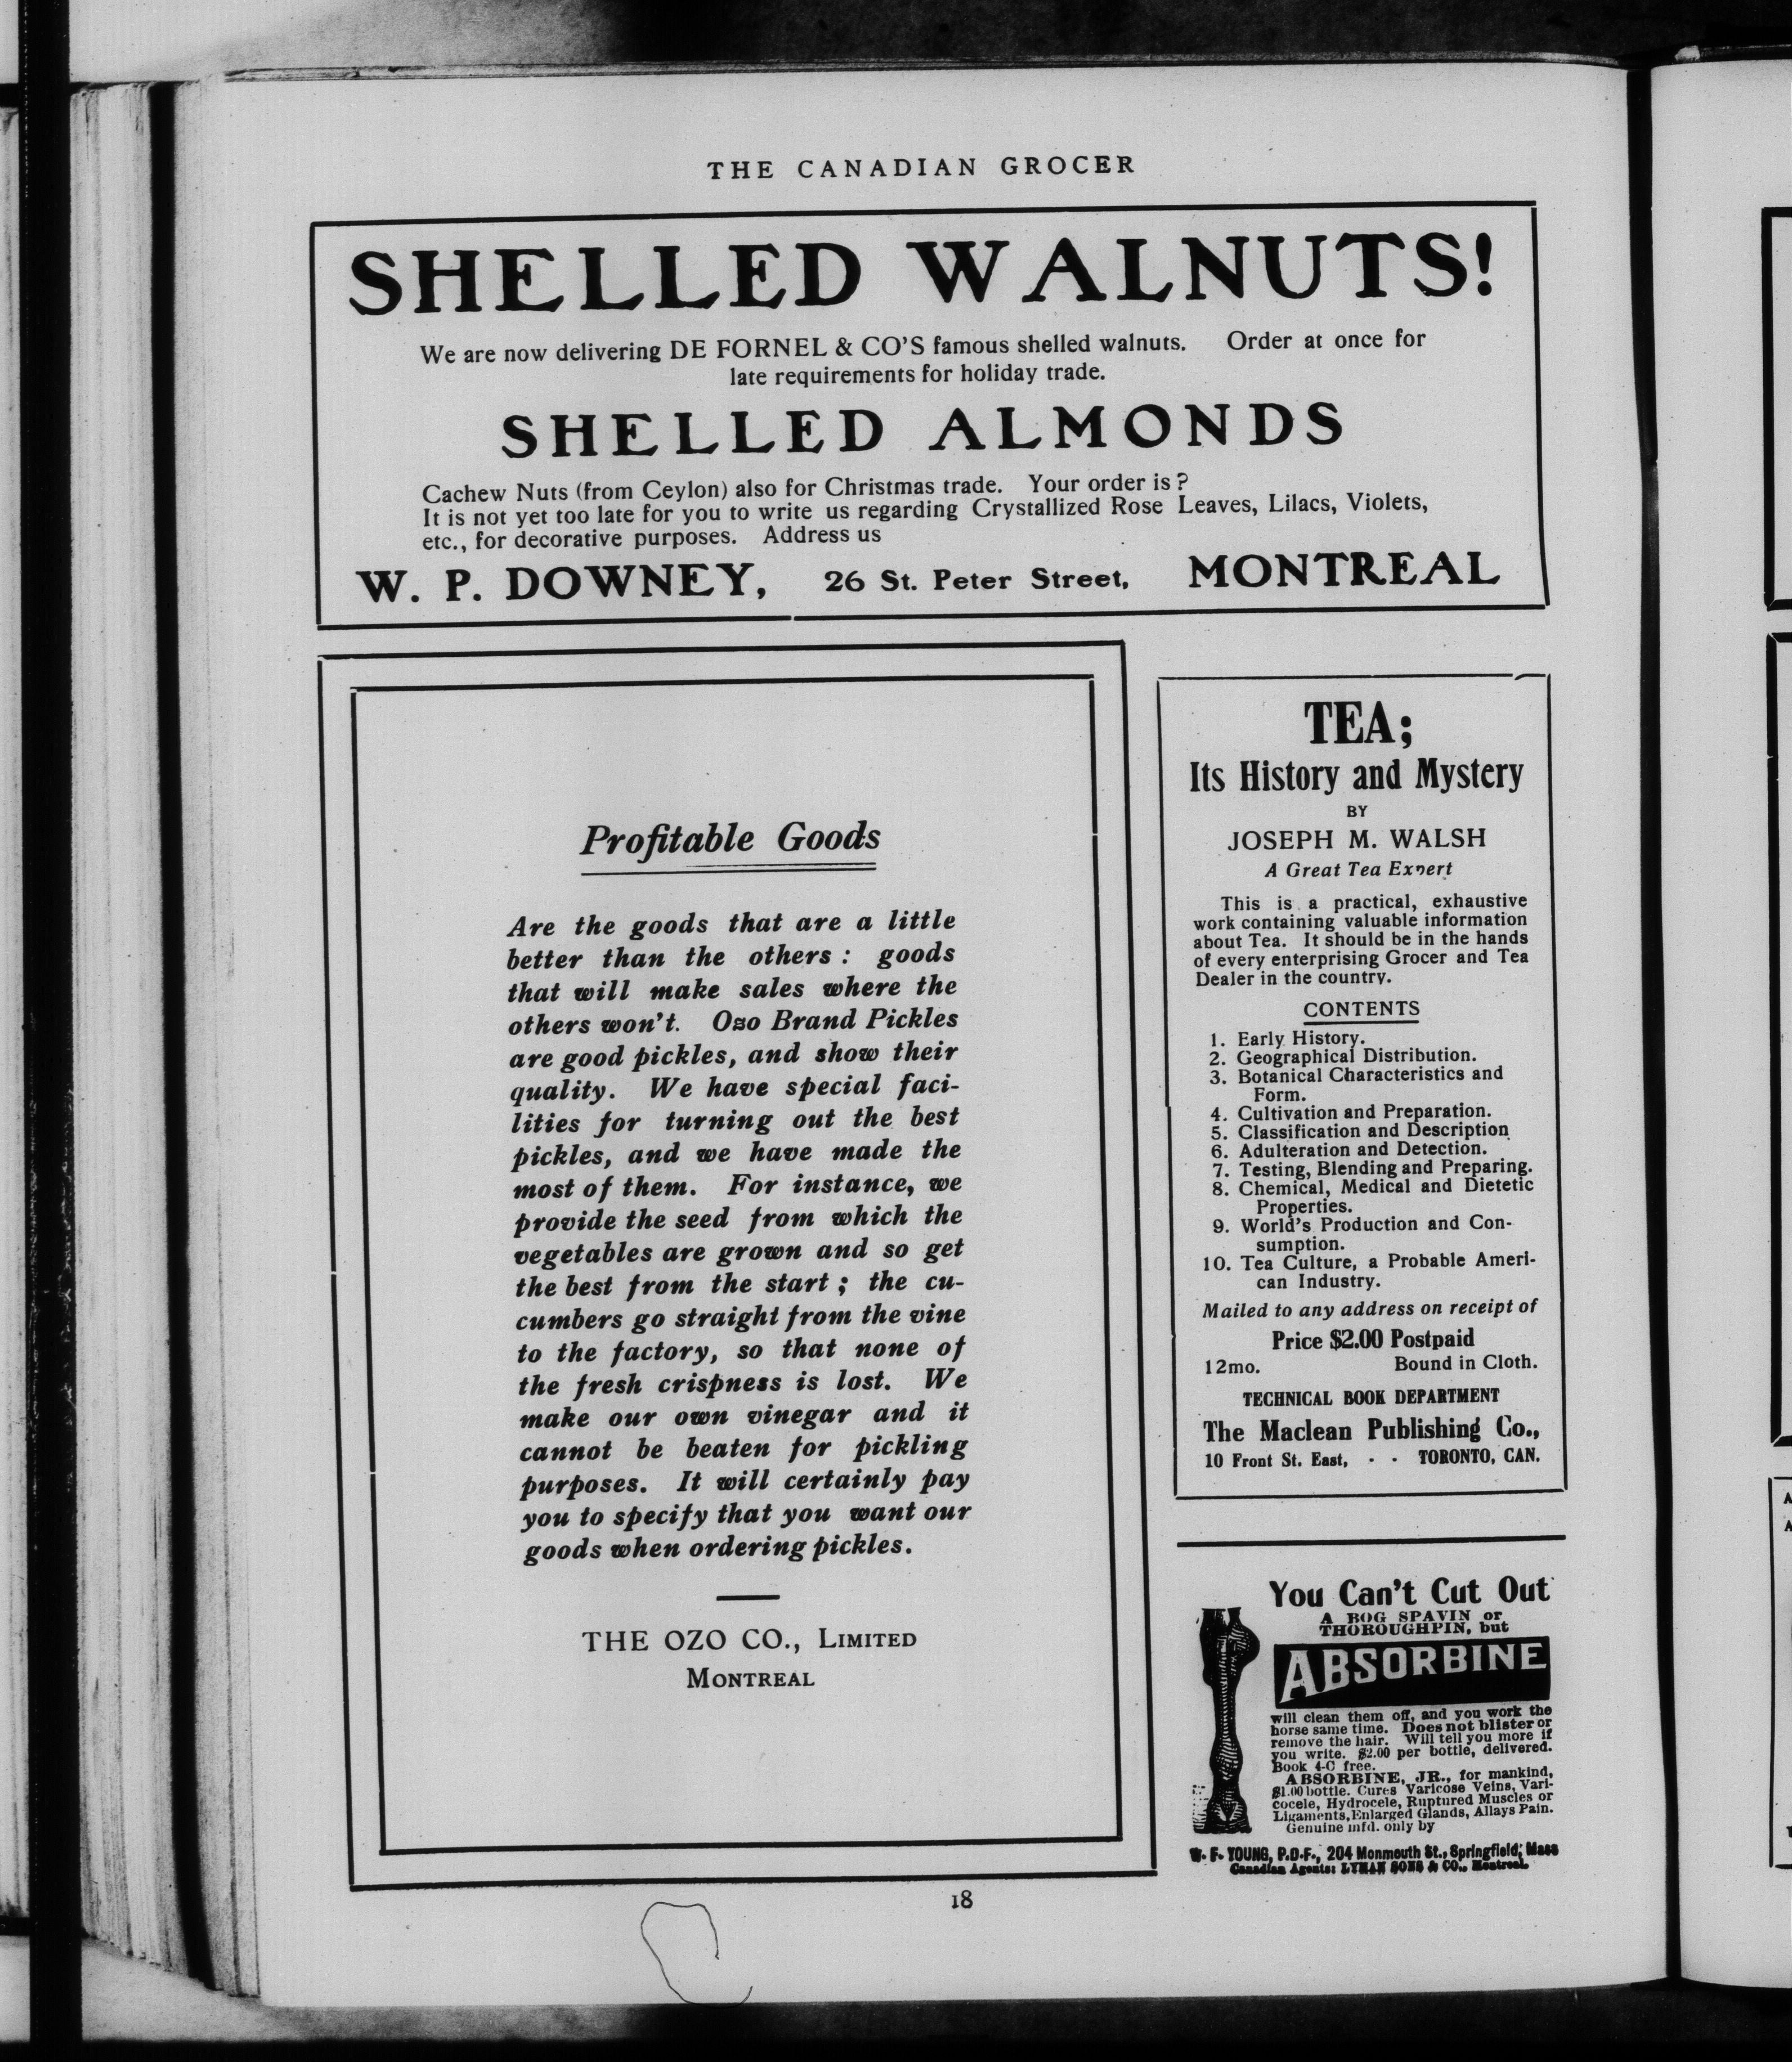 THE CANADIAN GROCER
SHELLED WALNUTS!
We are now delivering DE FORNEL & CO'S famous shelled walnuts. Order at once for
late requirements for holiday trade.
SHELLED ALMONDS
Cachew Nuts (from Ceylon) also for Christmas trade. Your order is?
It is not yet too late for you to write us regarding Crystallized Rose Leaves, Lilacs, Violets,
etc., for decorative purposes. Address us
W. P. DOWNEY, 26 St. Peter Street, MONTREAL
Profitable Goods
Are the goods that are a little
better than the others: goods
that will make sales where the
others won't. Ozo Brand Pickles
are good pickles, and show their
quality. We have special faci-
lities for turning out the best
pickles, and we have made the
most of them. For instance, we
provide the seed from which the
vegetables are grown and so get
the best from the start; the cu-
cumbers go straight from the vine
to the factory, so that none of
the fresh crispness is lost. We
make our own vinegar and it
cannot be beaten for pickling
purposes. It will certainly pay
you to specify that you want our
goods when ordering pickles.
THE OZO CO., LIMITED
MONTREAL
TEA;
Its History and Mystery
BY
JOSEPH M. WALSH
A Great Tea Expert
This is a practical, exhaustive
work containing valuable information
about Tea. It should be in the hands
of every enterprising Grocer and Tea
Dealer in the country.
CONTENTS
1. Early History.
2. Geographical Distribution.
3. Botanical Characteristics and
Form.
4. Cultivation and Preparation.
5. Classification and Description
6. Adulteration and Detection.
7. Testing, Blending and Preparing.
8. Chemical, Medical and Dietetic
Properties.
9. World's Production and Con-
sumption.
10. Tea Culture, a Probable Ameri-
can Industry.
Mailed to any address on receipt of
Price $2.00 Postpaid
12mo. Bound in Cloth.
TECHNICAL BOOK DEPARTMENT
The Maclean Publishing Co.,
10 Front St. East, - - TORONTO, CAN.
You Can't Cut Out
A BOG SPAVIN or
THOROUGHPIN, but
ABSORBINE
will clean them off, and you work the
horse same time. Does not blister or
remove the hair. Will tell you more if
you write. $2.00 per bottle, delivered.
Book 4-C free.
ABSORBINE, JR., for mankind,
$1.00 bottle. Cures Varicose Veins, Vari-
cocele, Hydrocele, Ruptured Muscles or
Ligaments, Enlarged Glands, Allays Pain.
Genuine mfd. only by
W. F. YOUNG, P.D.F., 204 Monmouth St., Springfield, Mass
Canadian Agents: LYMAN SONS & CO., Montreal.
18